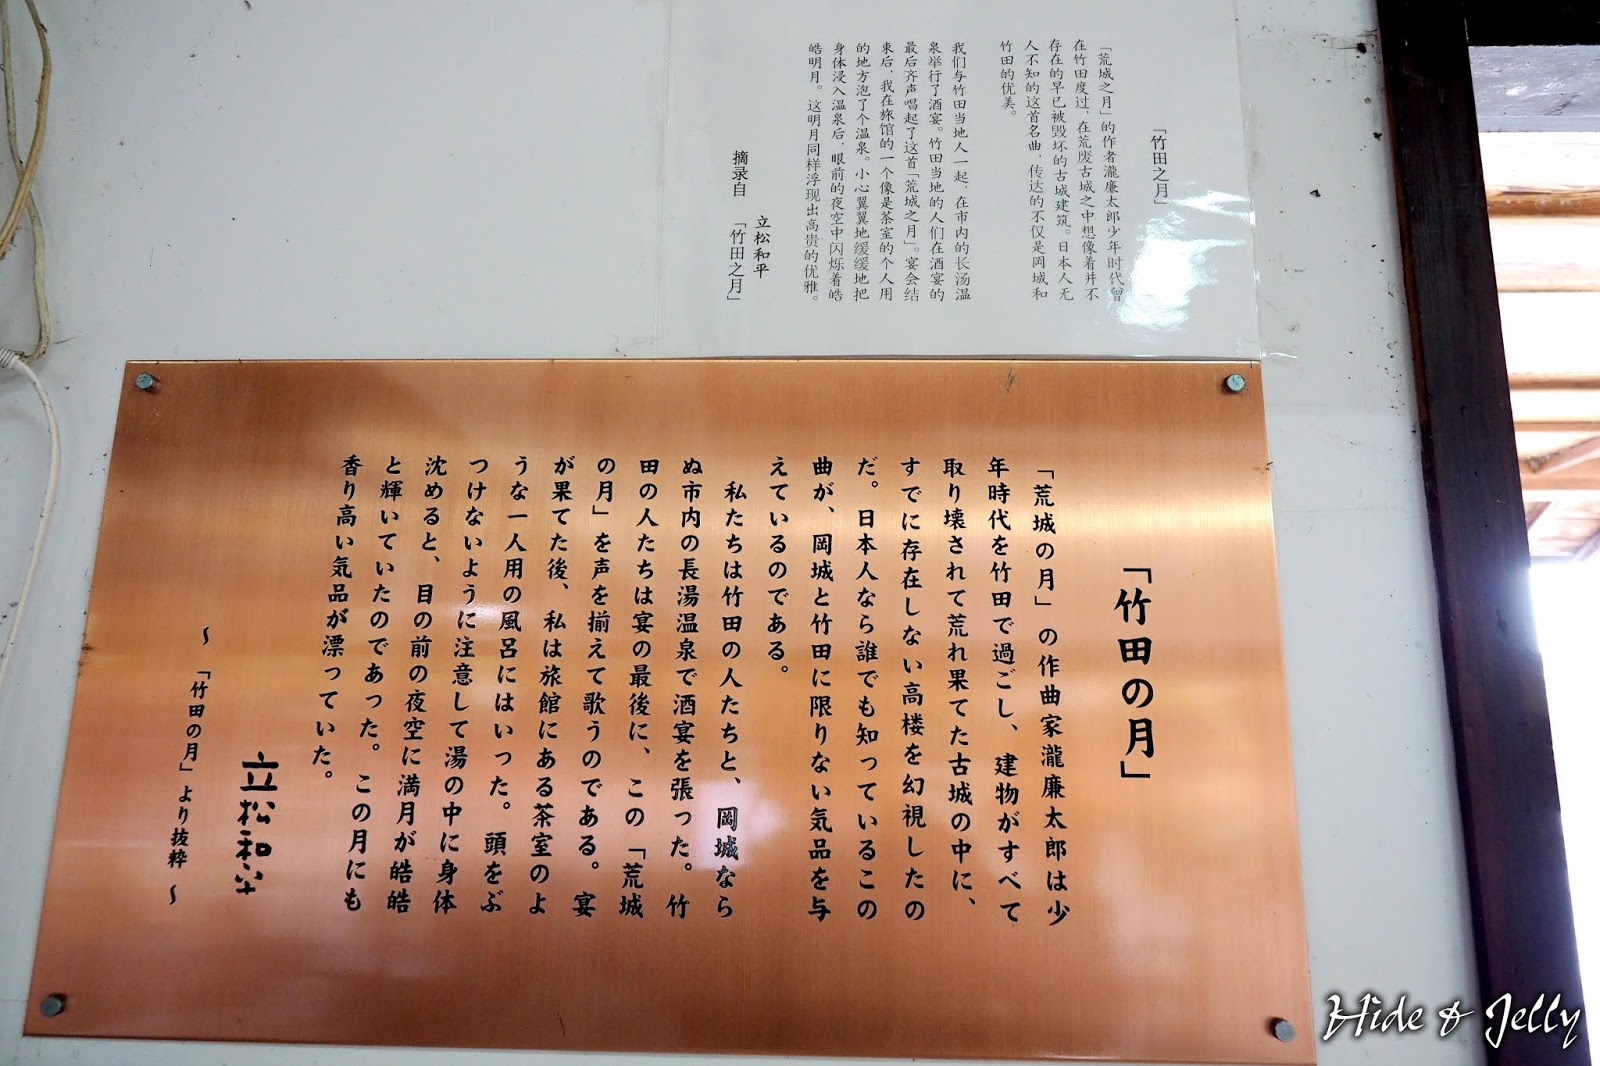 「竹田之月」
「荒城之月」的作者瀧廉太郎少年时代曾
在竹田度过，在荒废古城之中想像着并不
存在的早已被毁坏的古城建筑。日本人无
人不知的这首名曲，传达的不仅是岡城和
竹田的优美。
我们与竹田当地人一起，在市内的长汤温
泉举行了酒宴。竹田当地的人们在酒宴的
最后齐声唱起了这首「荒城之月」。宴会结
束后，我在旅馆的一个像是茶室的个人用
的地方泡了个温泉。小心翼翼地缓缓地把
身体浸入温泉后，眼前的夜空中闪烁着皓
皓明月。这明月同样浮现出高贵的优雅。
立松和平
摘录自 「竹田之月」
「竹田の月」
「荒城の月」の作曲家瀧廉太郎は少
年時代を竹田で過ごし、建物がすべて
取り壊されて荒れ果てた古城の中に、
すでに存在しない高楼を幻視したの
だ。日本人なら誰でも知っているこの
曲が、岡城と竹田に限りない気品を与
えているのである。
私たちは竹田の人たちと、岡城なら
ぬ市内の長湯温泉で酒宴を張った。竹
田の人たちは宴の最後に、この「荒城
の月」を声を揃えて歌うのである。宴
が果てた後、私は旅館にある茶室のよ
うな一人用の風呂にはいった。頭をぶ
つけないように注意して湯の中に身体
沈めると、目の前の夜空に満月が皓皓
と輝いていたのであった。この月にも
香り高い気品が漂っていた。
立松和平
～「竹田の月」より抜粋～
Hide & Jelly